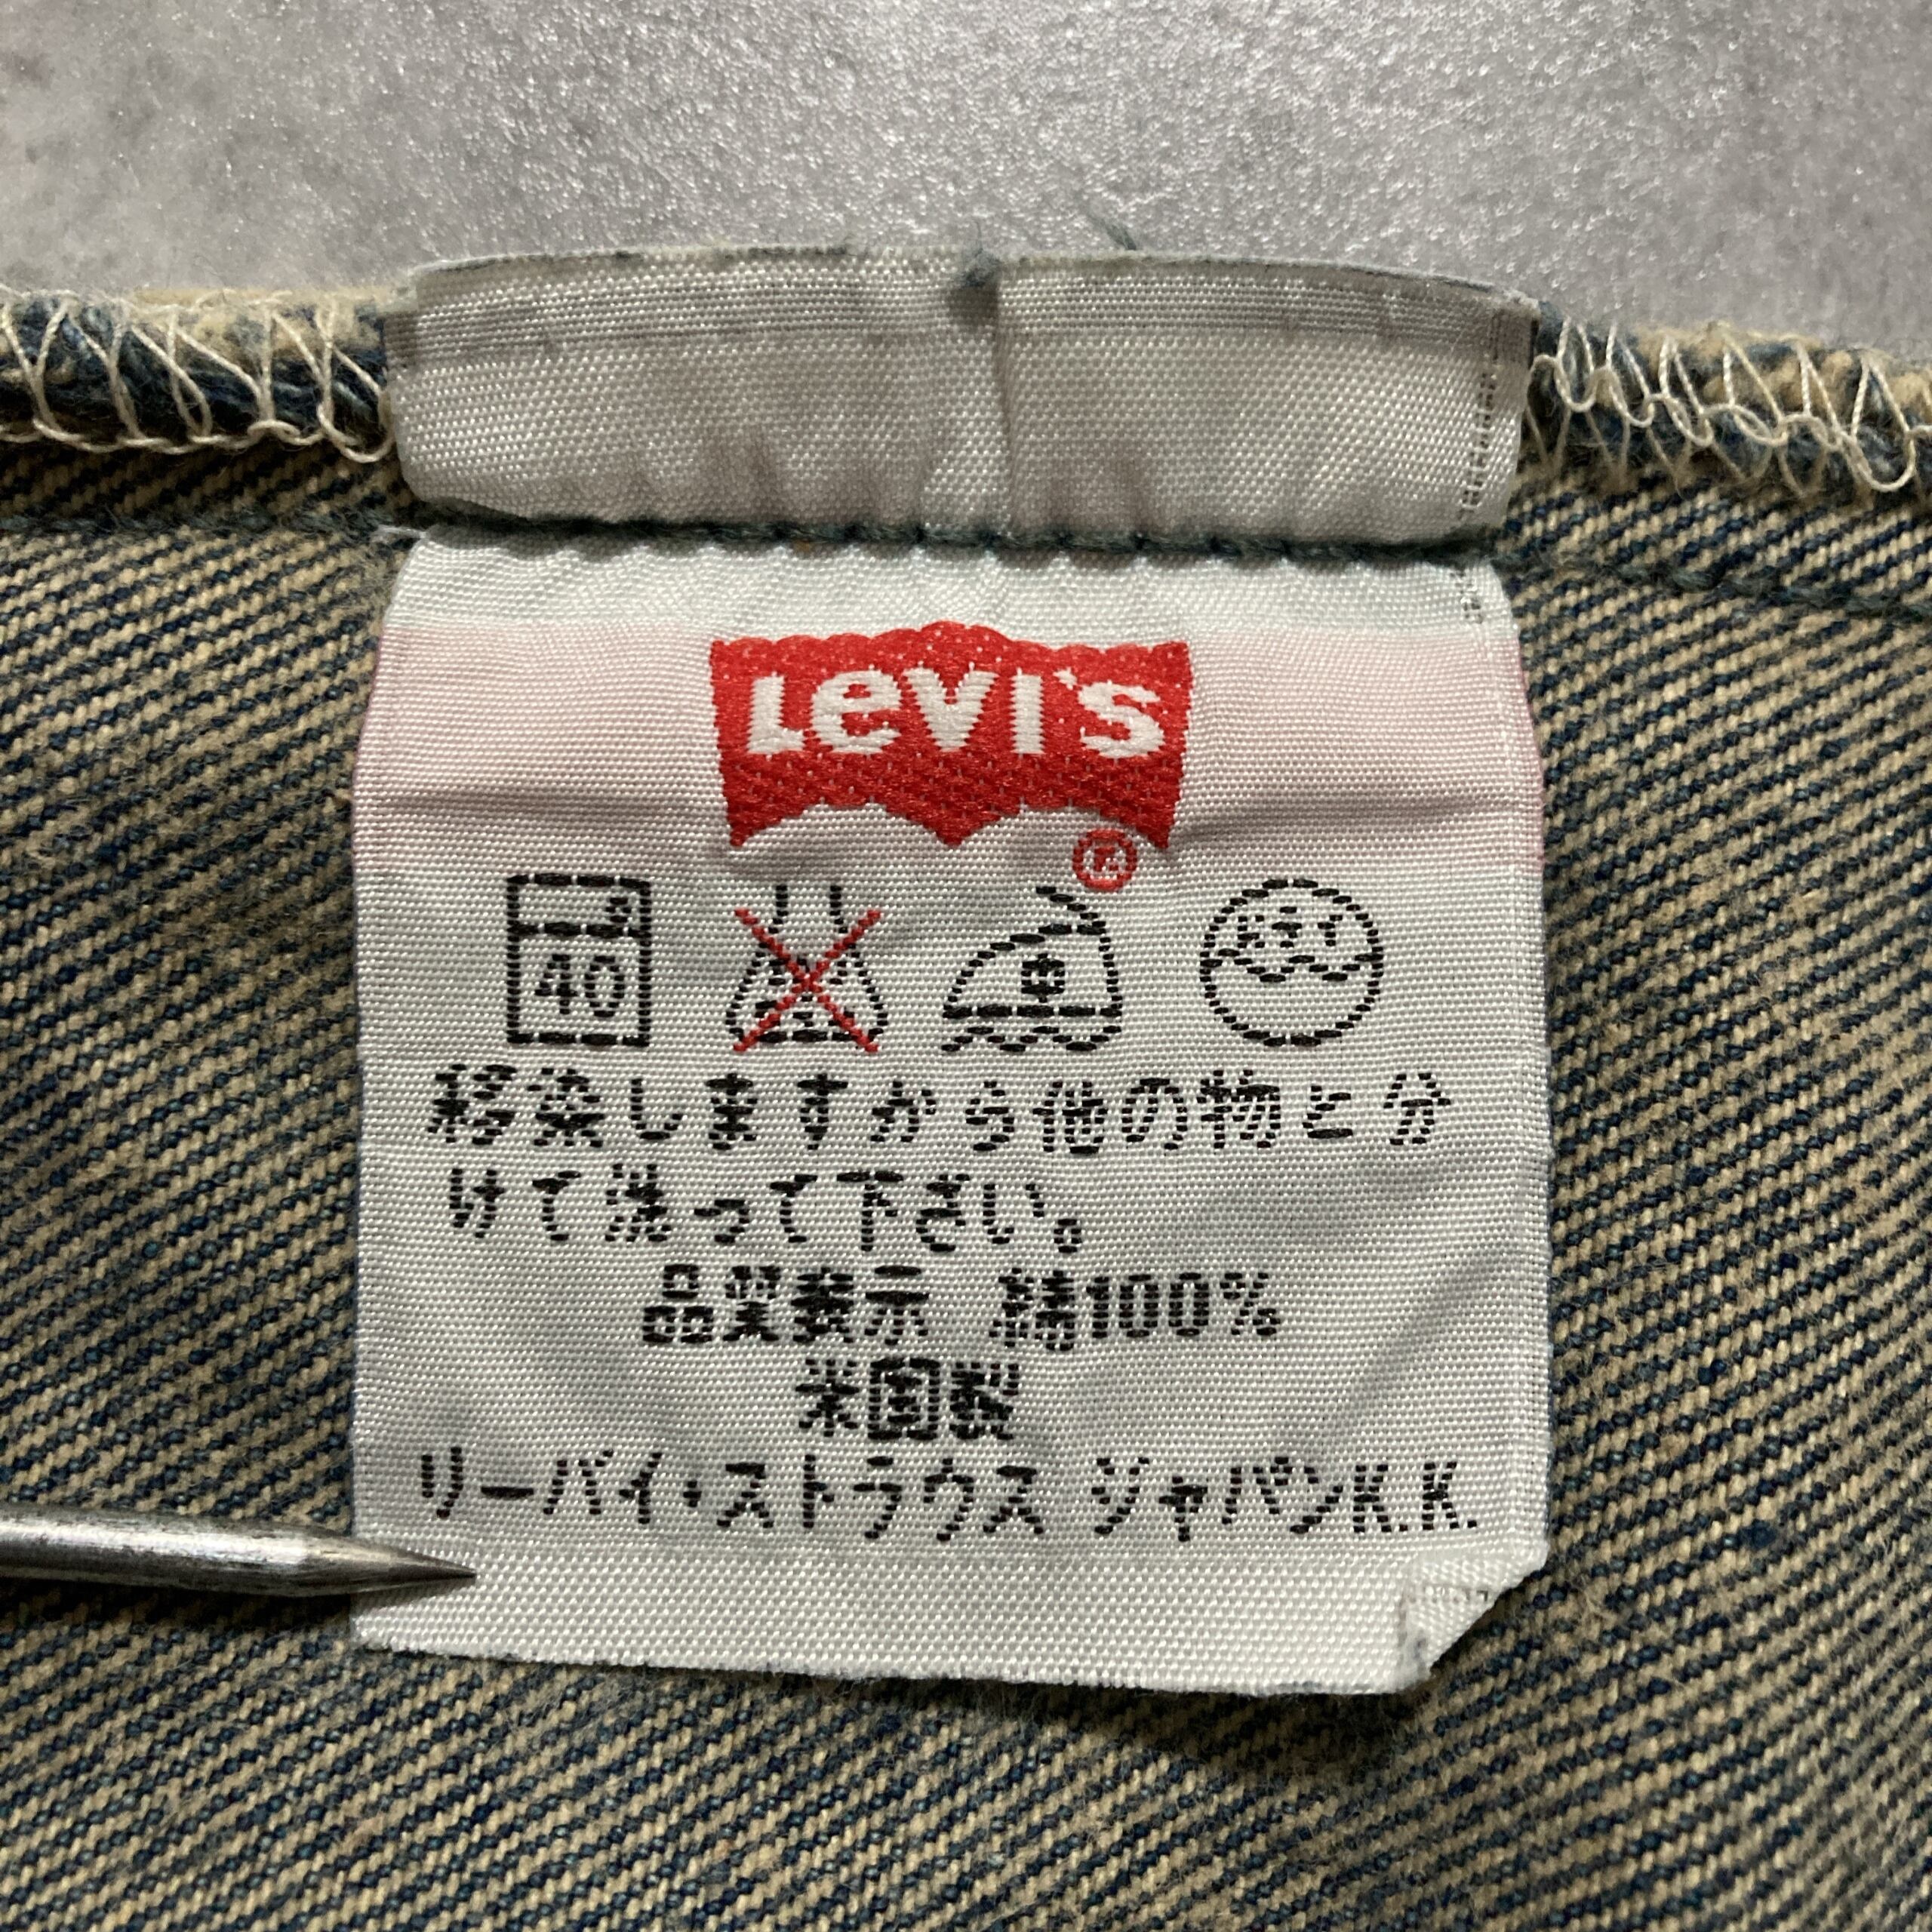 LEVI'S
®
40 中 ドライ
移染しますから他の物と分
けて洗って下さい。
品質表示 綿100%
米国製
リーバイ・ストラウス ジャパンK.K.